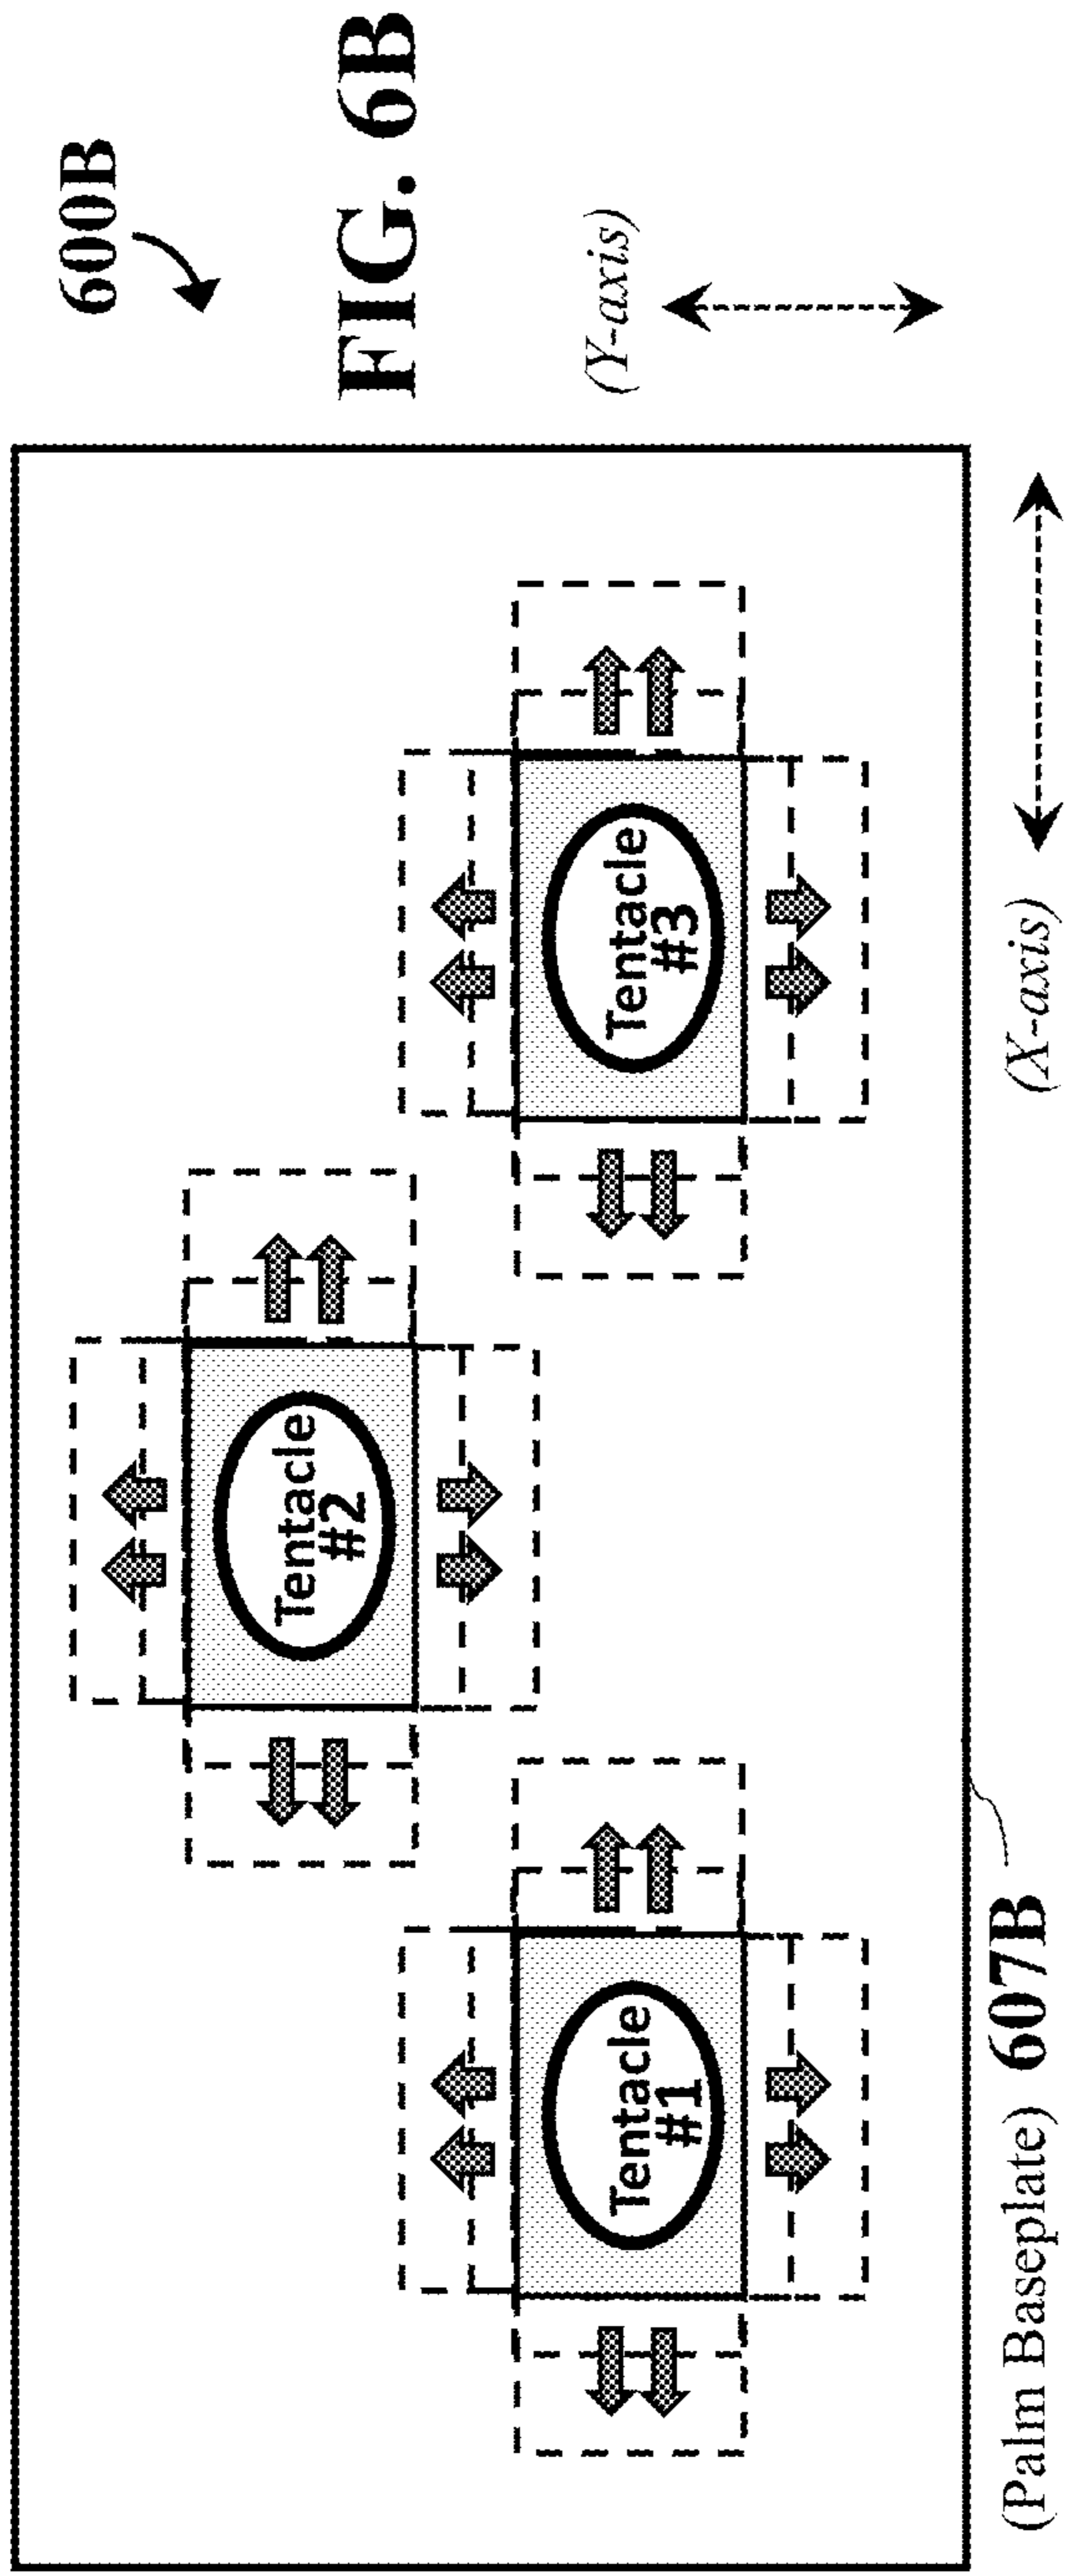 600B
FIG. 6B
(Y-axis)
Tentacle
#2
Tentacle
#1
Tentacle
#3
(Palm Baseplate) 607B
(X-axis)